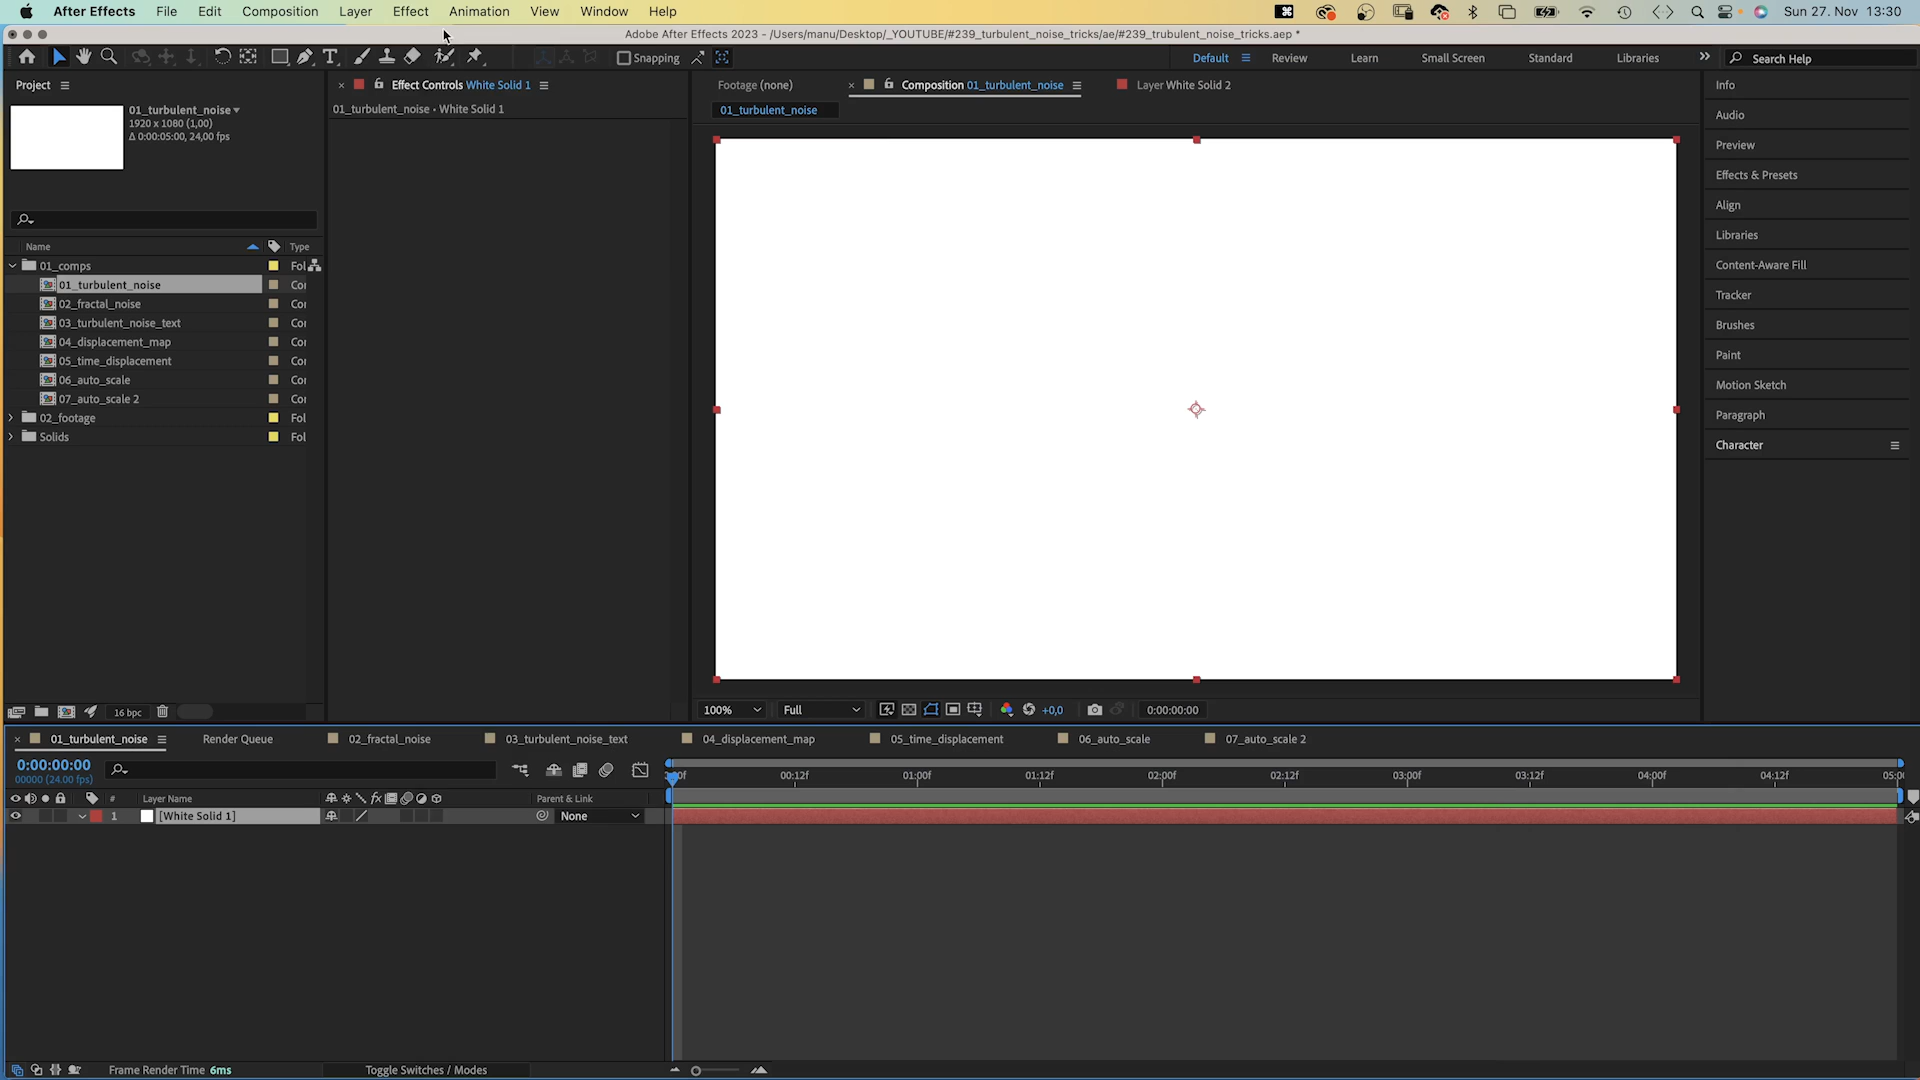 After Effects File Edit Composition Layer Effect Animation View Window Help Sun 27. Nov 13:30
Adobe After Effects 2023 - /Users/manu/Desktop/_YOUTUBE/#239_turbulent_noise_tricks/ae/#239_trubulent_noise_tricks.aep *
Snapping Default Review Learn Small Screen Standard Libraries Search Help
Project
01_turbulent_noise
1920 x 1080 (1,00)
Δ 0:00:05:00, 24,00 fps
Name Type
01_comps Fol
01_turbulent_noise Cor
02_fractal_noise Cor
03_turbulent_noise_text Cor
04_displacement_map Cor
05_time_displacement Cor
06_auto_scale Cor
07_auto_scale 2 Cor
02_footage Fol
Solids Fol
16 bpc
Effect Controls White Solid 1
01_turbulent_noise • White Solid 1
Footage (none) Composition 01_turbulent_noise Layer White Solid 2
01_turbulent_noise
100% Full +0,0 0:00:00:00
Info
Audio
Preview
Effects & Presets
Align
Libraries
Content-Aware Fill
Tracker
Brushes
Paint
Motion Sketch
Paragraph
Character
01_turbulent_noise Render Queue 02_fractal_noise 03_turbulent_noise_text 04_displacement_map 05_time_displacement 06_auto_scale 07_auto_scale 2
0:00:00:00
00000 (24.00 fps)
00:12f 01:00f 01:12f 02:00f 02:12f 03:00f 03:12f 04:00f 04:12f
# Layer Name Parent & Link
1 [White Solid 1] None
Frame Render Time 6ms Toggle Switches / Modes